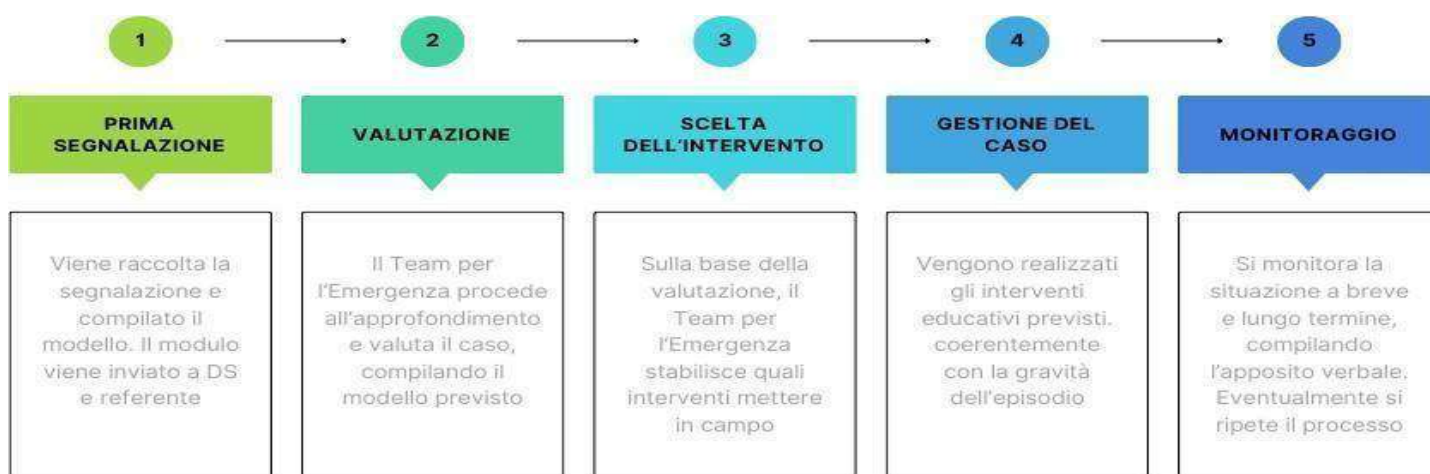 1
2
3
4
5
PRIMA
SEGNALAZIONE
VALUTAZIONE
SCELTA
DELL'INTERVENTO
GESTIONE DEL
CASO
MONITORAGGIO
Viene raccolta la
segnalazione e
compilato il
modello. Il modulo
viene inviato a DS
e referente
Il Team per
l'Emergenza procede
all'approfondimento
e valuta il caso,
compilando il
modello previsto
Sulla base della
valutazione, il
Team per
l'Emergenza
stabilisce quali
interventi mettere
in campo
Vengono realizzati
gli interventi
educativi previsti.
coerentemente
con la gravità
dell'episodio
Si monitora la
situazione a breve
e lungo termine,
compilando
l'apposito verbale.
Eventualmente si
ripete il processo